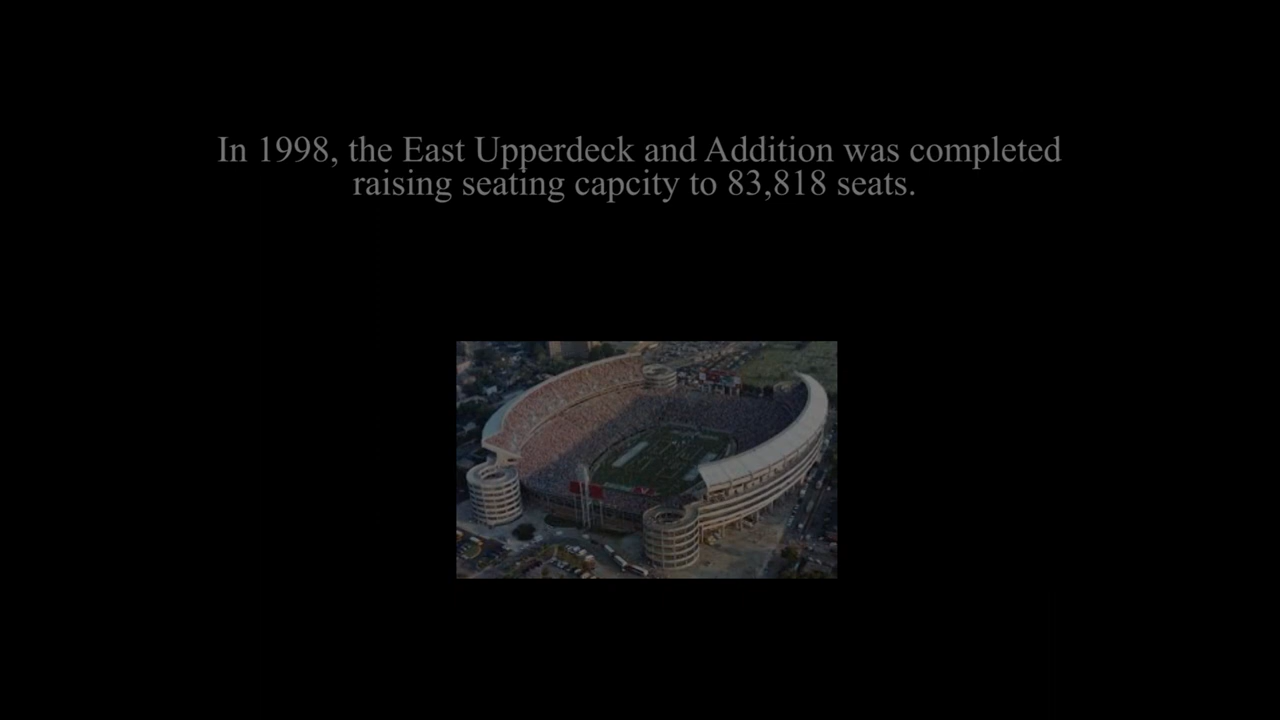 In 1998, the East Upperdeck and Addition was completed
raising seating capcity to 83,818 seats.